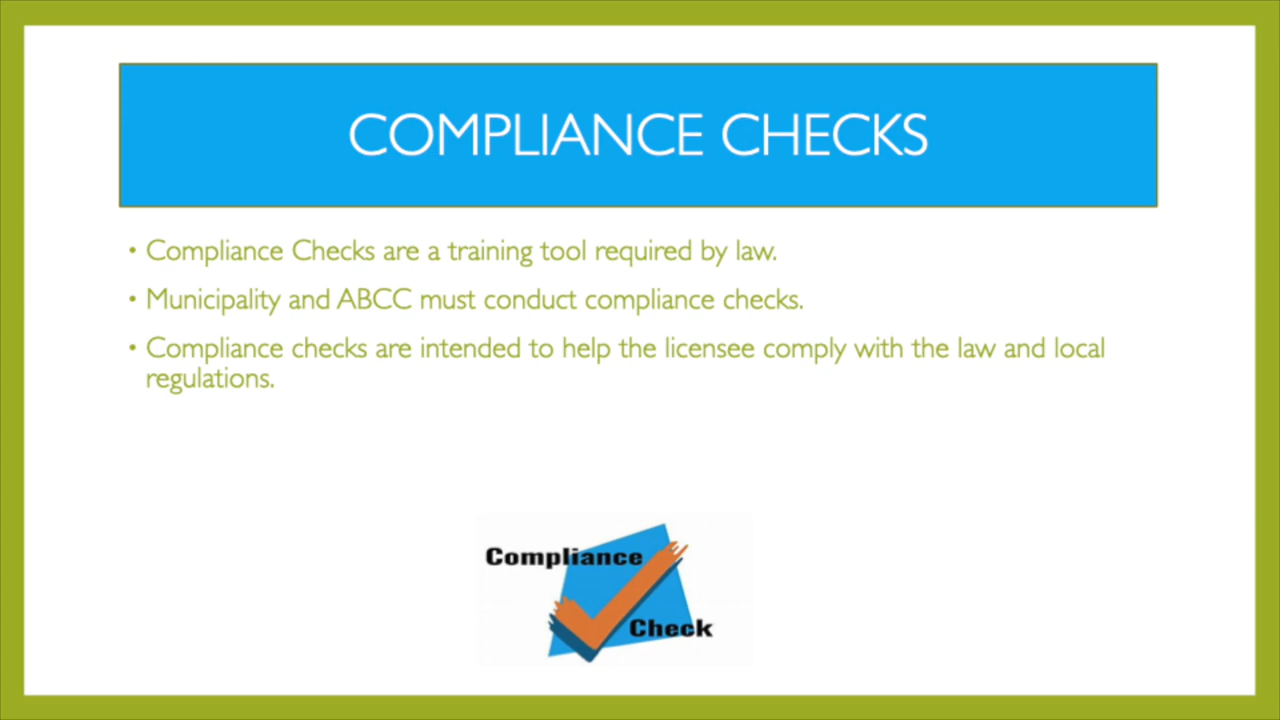 COMPLIANCE CHECKS
• Compliance Checks are a training tool required by law.
• Municipality and ABCC must conduct compliance checks.
• Compliance checks are intended to help the licensee comply with the law and local
regulations.
Compliance
Check